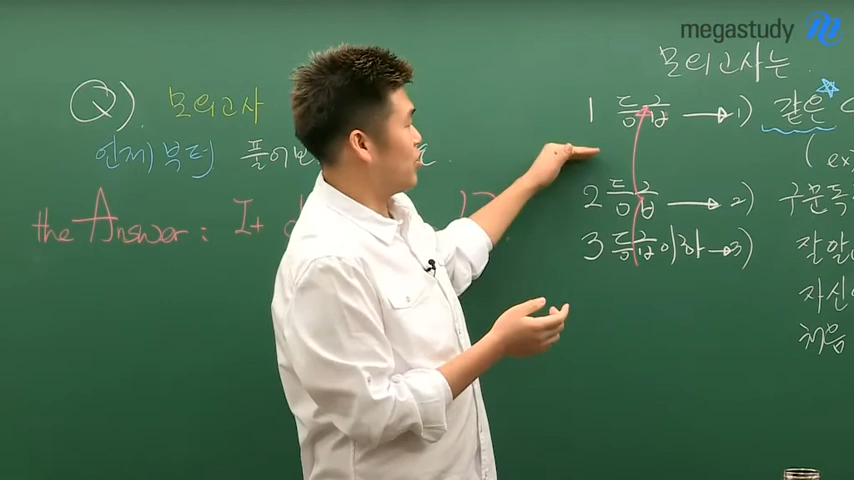 megastudy
모의고사는
Q). 모의고사
언제부터 풀어
the Answer : It
1 등급 → 1) 같은
(ex
2 등급 → 2) 구문독
3 등급이하 → 3) 잘알
자신
처음